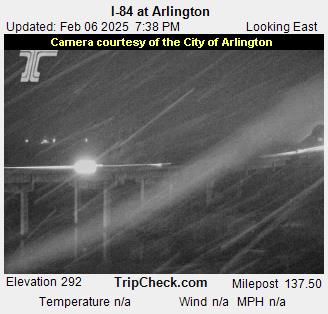 I-84 at Arlington
Updated: Feb 06 2025 7:38 PM Looking East
Camera courtesy of the City of Arlington
Elevation 292 TripCheck.com Milepost 137.50
Temperature n/a Wind n/a MPH n/a